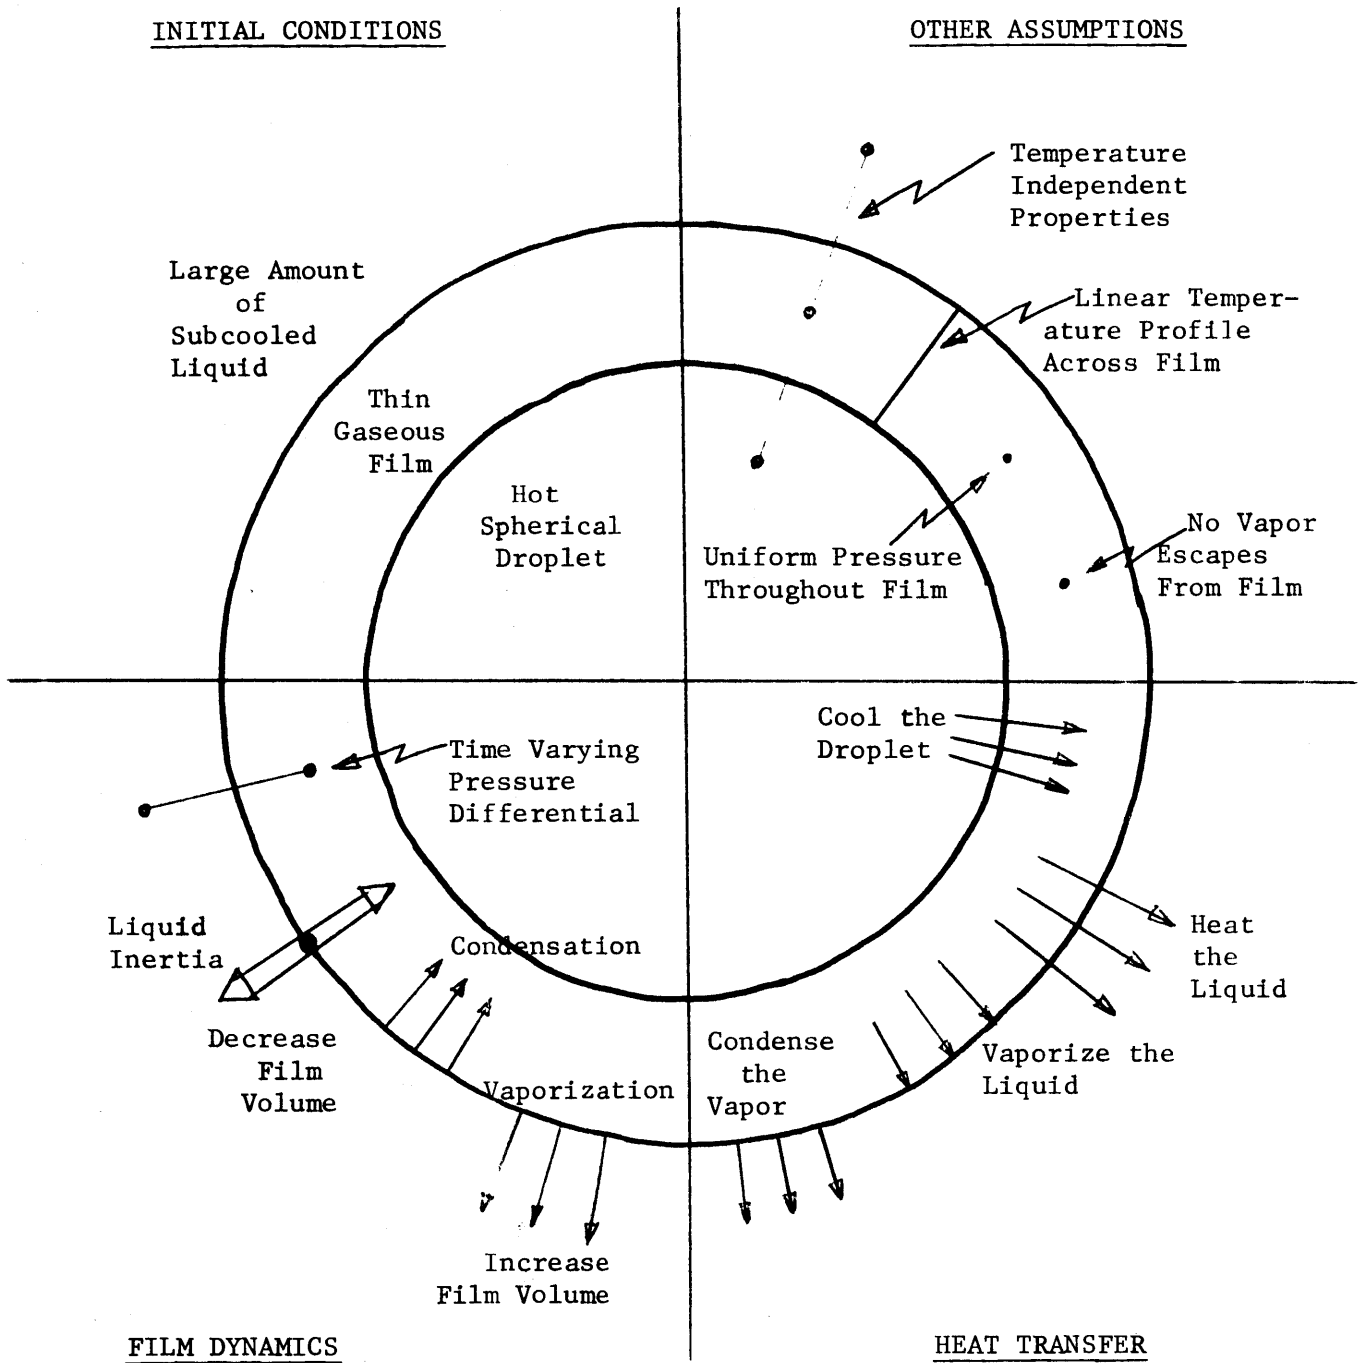 INITIAL CONDITIONS
Large Amount
of
Subcooled
Liquid
Thin
Gaseous
Film
Hot
Spherical
Droplet
OTHER ASSUMPTIONS
Temperature
Independent
Properties
Linear Temper-
ature Profile
Across Film
Uniform Pressure
Throughout Film
No Vapor
Escapes
From Film
Time Varying
Pressure
Differential
Liquid
Inertia
Condensation
Decrease
Film
Volume
Vaporization
Increase
Film Volume
FILM DYNAMICS
Cool the
Droplet
Heat
the
Liquid
Vaporize the
Liquid
Condense
the
Vapor
HEAT TRANSFER